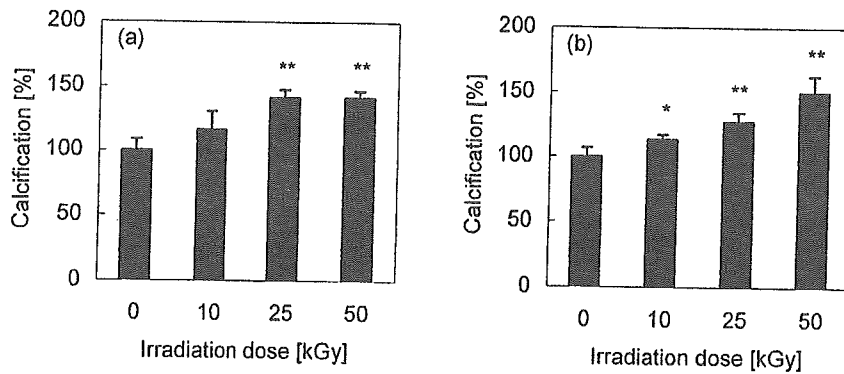 (a)
200
150
100
50
0
Calcification [%]
** **
0 10 25 50
Irradiation dose [kGy]
(b)
200
150
100
50
0
Calcification [%]
* ** **
0 10 25 50
Irradiation dose [kGy]